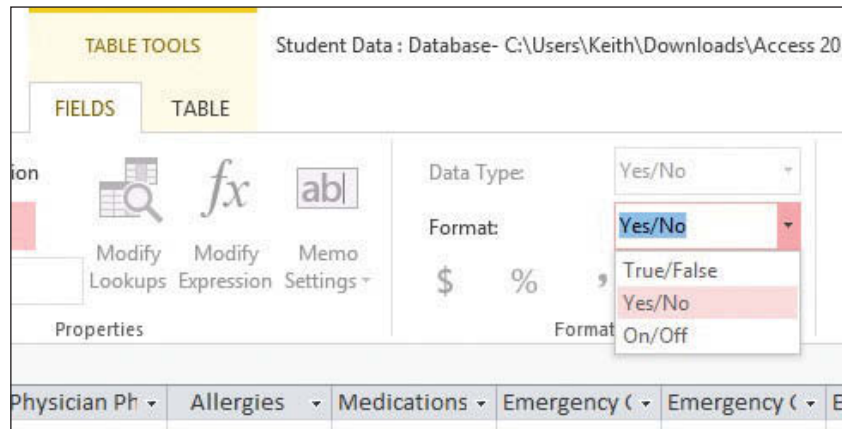 TABLE TOOLS
Student Data : Database- C:\Users\Keith\Downloads\Access 20
FIELDS TABLE
ion
fx
ab
Data Type: Yes/No
Format: Yes/No
Modify Lookups
Modify Expression
Memo Settings
$ % ,
True/False
Yes/No
On/Off
Properties
Format
Physician Ph Allergies Medications Emergency ( Emergency ( E